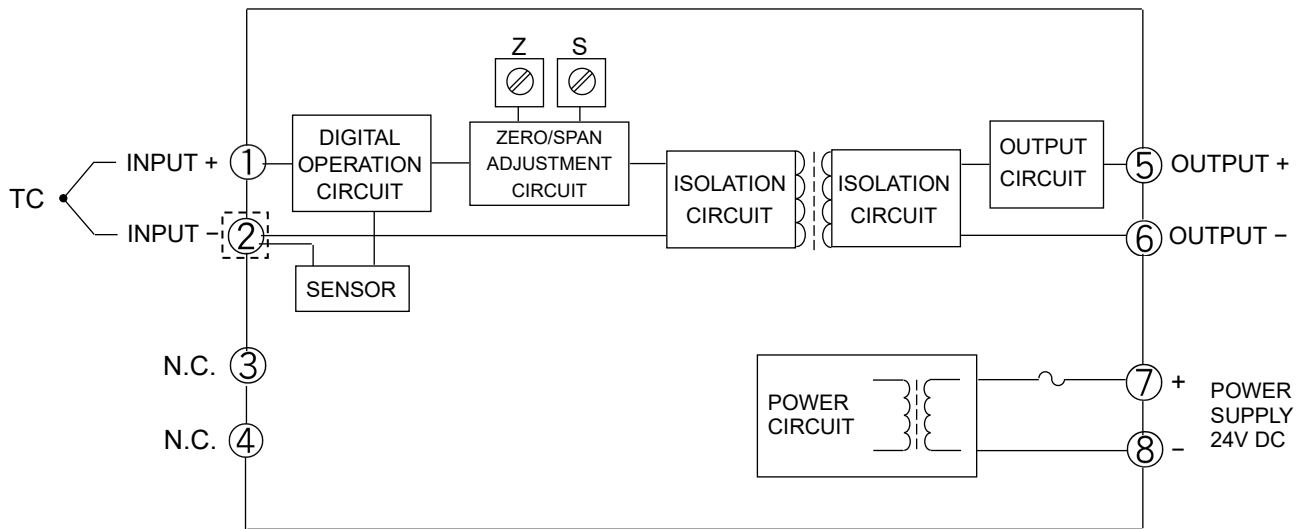 Z S
DIGITAL
OPERATION
CIRCUIT
ZERO/SPAN
ADJUSTMENT
CIRCUIT
OUTPUT
CIRCUIT
TC
INPUT + 1
INPUT − 2
ISOLATION
CIRCUIT
ISOLATION
CIRCUIT
5 OUTPUT +
6 OUTPUT −
SENSOR
N.C. 3
N.C. 4
POWER
CIRCUIT
7 +
8 −
POWER
SUPPLY
24V DC